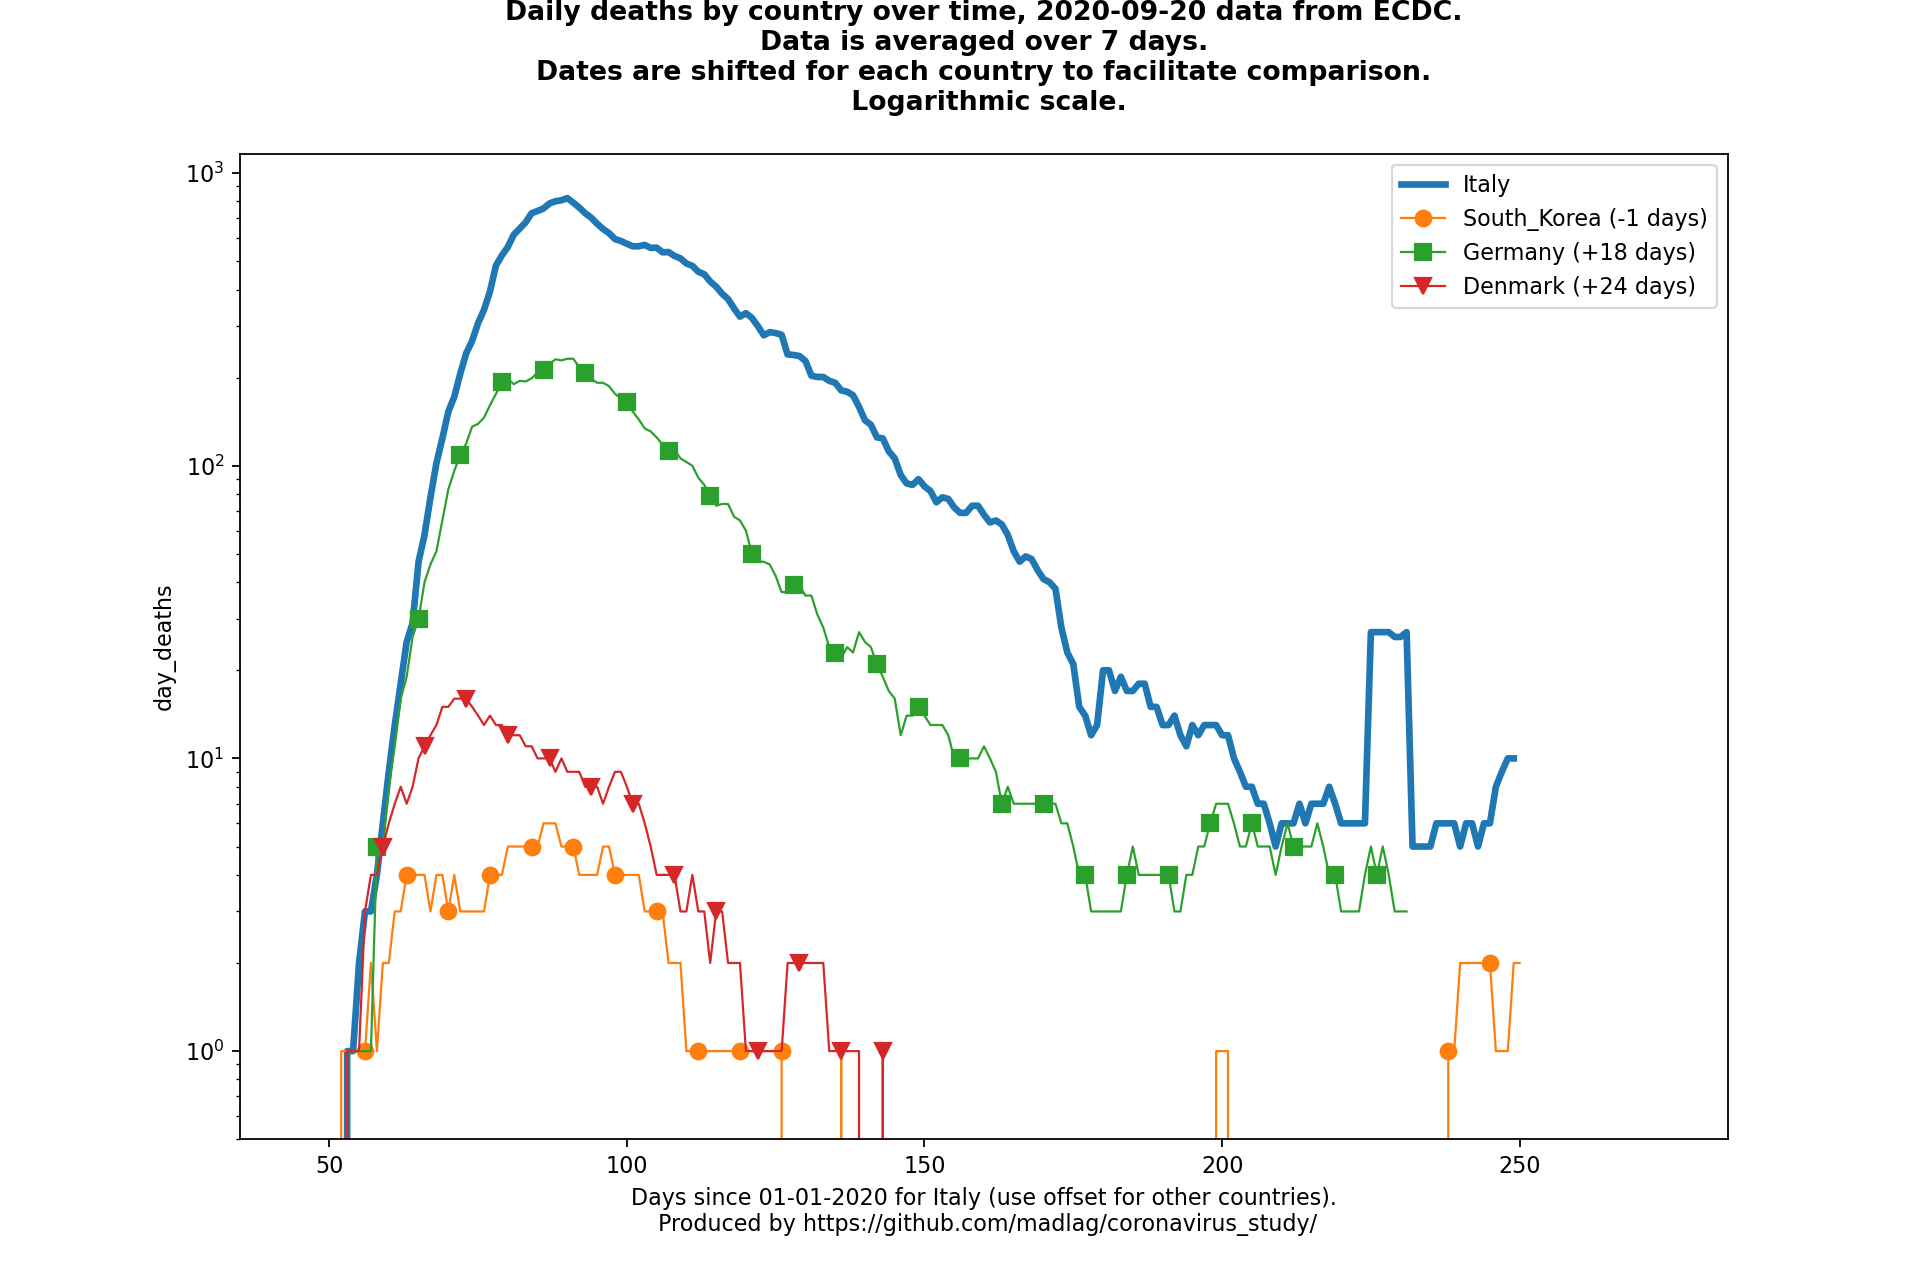 Daily deaths by country over time, 2020-09-20 data from ECDC.
Data is averaged over 7 days.
Dates are shifted for each country to facilitate comparison.
Logarithmic scale.
Italy
South_Korea (-1 days)
Germany (+18 days)
Denmark (+24 days)
10³
10²
10¹
10⁰
day_deaths
50 100 150 200 250
Days since 01-01-2020 for Italy (use offset for other countries).
Produced by https://github.com/madlag/coronavirus_study/